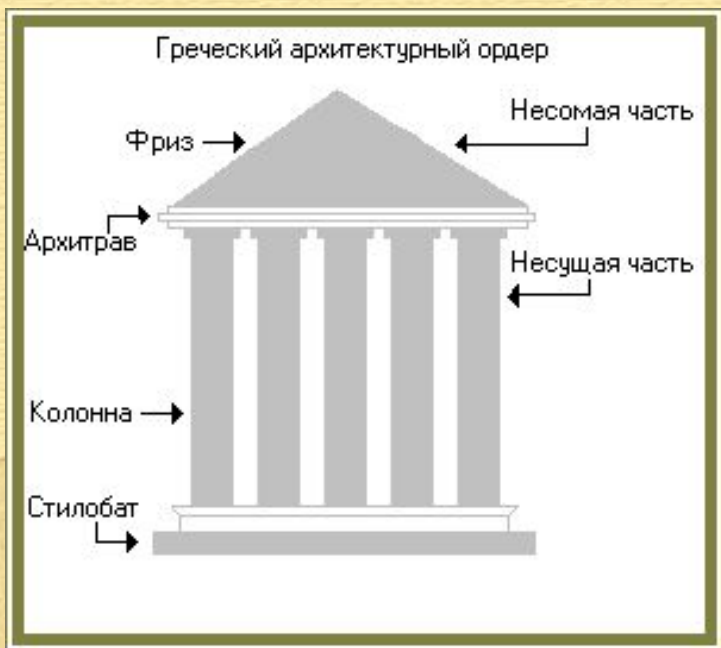 Греческий архитектурный ордер
Несомая часть
Фриз
Архитрав
Несущая часть
Колонна
Стилобат